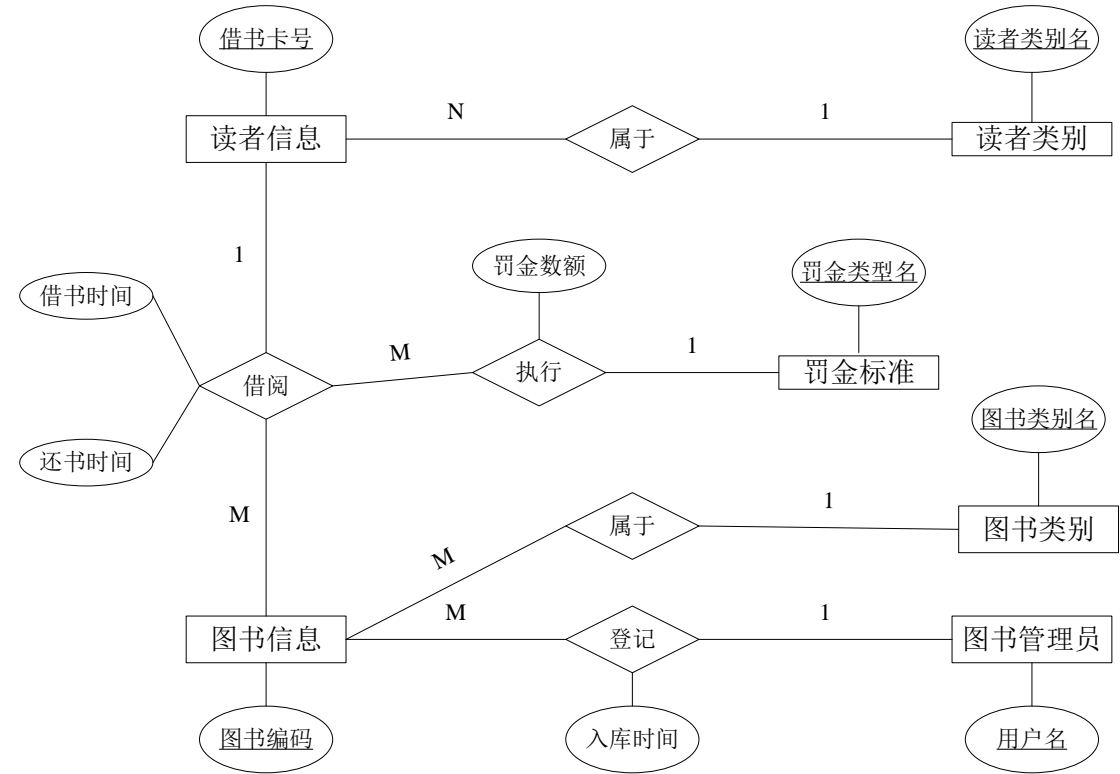 借书卡号
读者类别名
读者信息
N
属于
1
读者类别
1
罚金数额
罚金类型名
借书时间
借阅
M
执行
1
罚金标准
图书类别名
还书时间
M
M
属于
1
图书类别
图书信息
M
登记
1
图书管理员
图书编码
入库时间
用户名